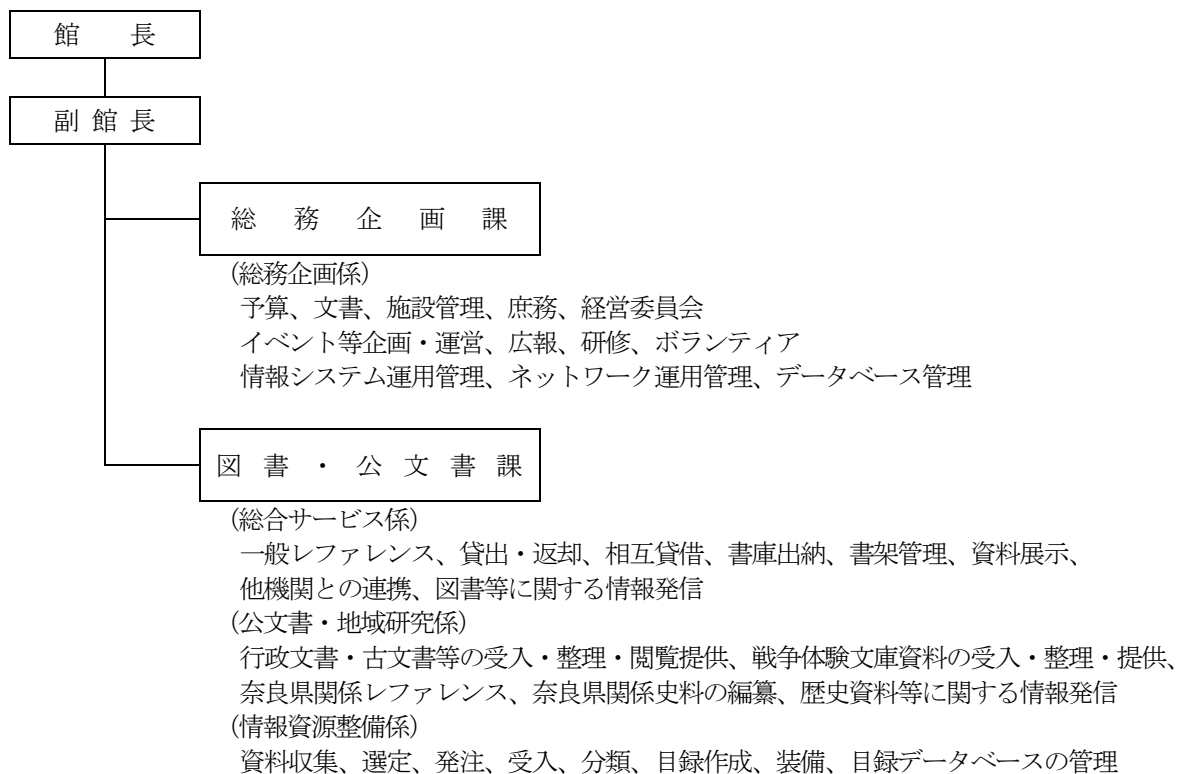 館　長
副館長
総務企画課
(総務企画係)
予算、文書、施設管理、庶務、経営委員会
イベント等企画・運営、広報、研修、ボランティア
情報システム運用管理、ネットワーク運用管理、データベース管理
図書・公文書課
(総合サービス係)
一般レファレンス、貸出・返却、相互貸借、書庫出納、書架管理、資料展示、
他機関との連携、図書等に関する情報発信
(公文書・地域研究係)
行政文書・古文書等の受入・整理・閲覧提供、戦争体験文庫資料の受入・整理・提供、
奈良県関係レファレンス、奈良県関係史料の編纂、歴史資料等に関する情報発信
(情報資源整備係)
資料収集、選定、発注、受入、分類、目録作成、装備、目録データベースの管理